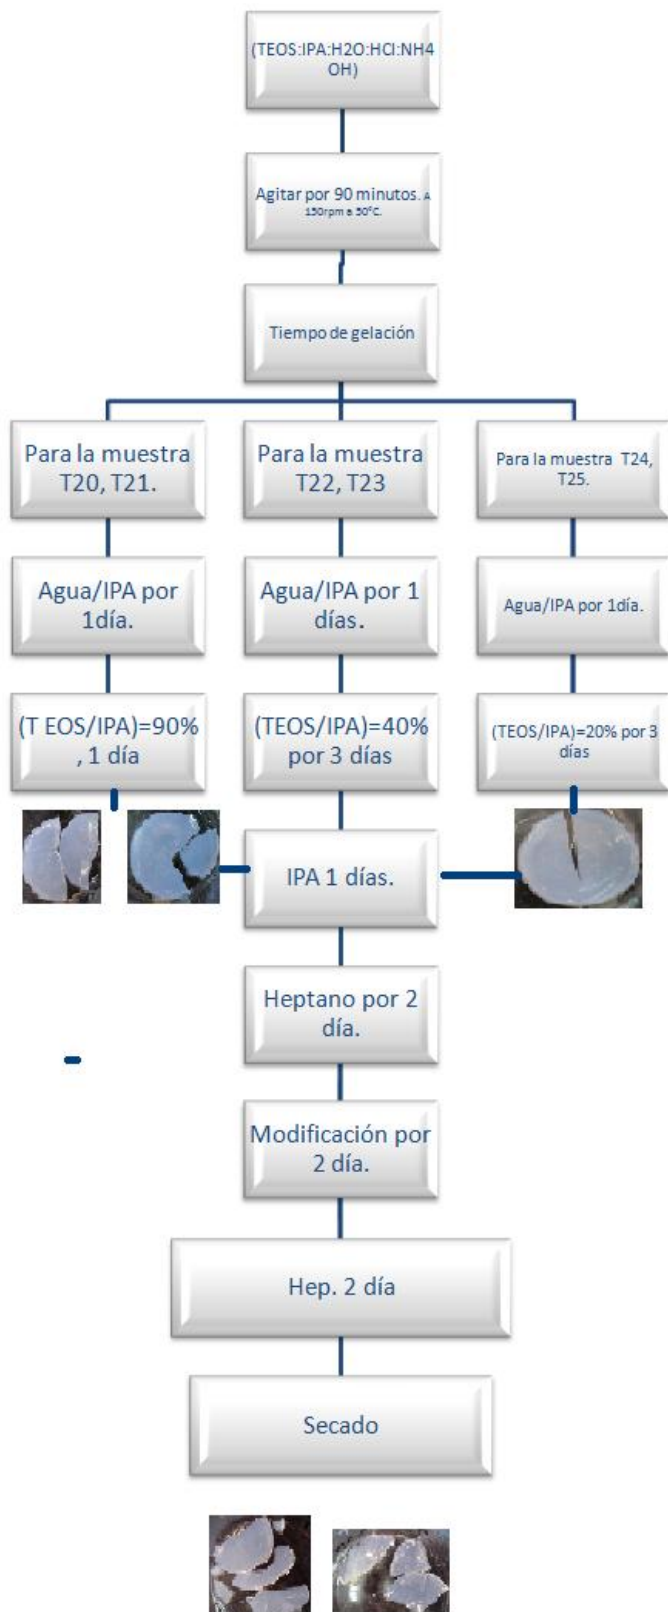 (TEOS:IPA:H2O:HCl:NH4
OH)
Agitar por 90 minutos. A
150rpm a 50°C.
Tiempo de gelación
Para la muestra
T20, T21.
Para la muestra
T22, T23
Para la muestra T24,
T25.
Agua/IPA por
1día.
Agua/IPA por 1
días.
Agua/IPA por 1día.
(T EOS/IPA)=90%
, 1 día
(TEOS/IPA)=40%
por 3 días
(TEOS/IPA)=20% por 3
días
IPA 1 días.
Heptano por 2
día.
Modificación por
2 día.
Hep. 2 día
Secado